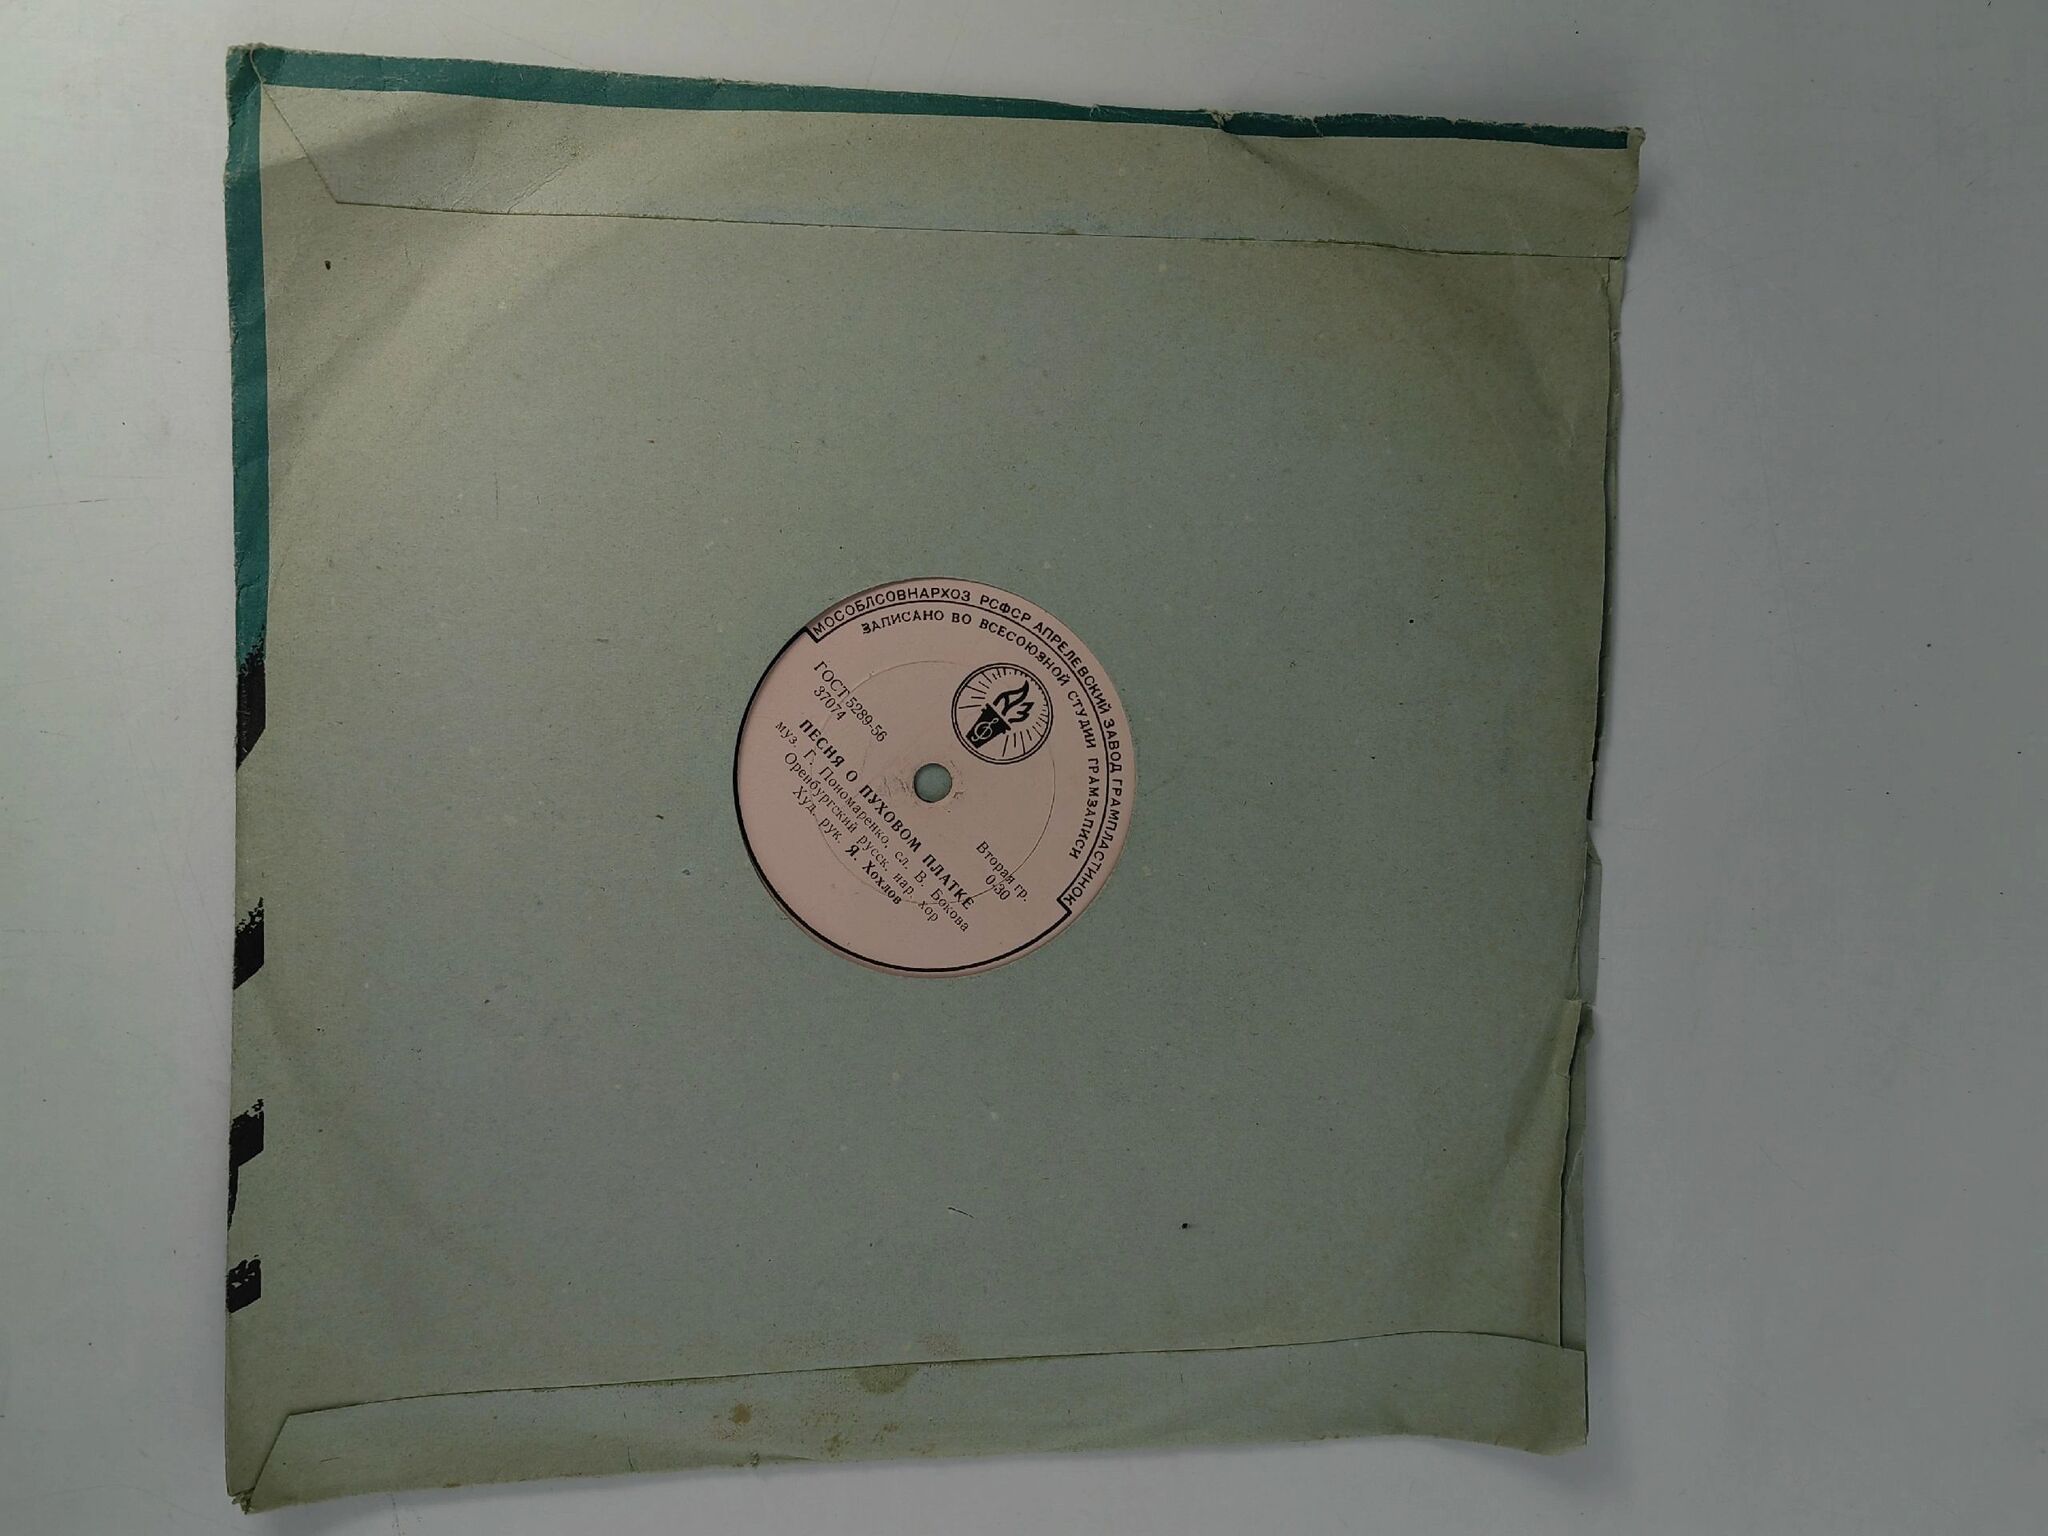 МОСОБЛСОВНАРХОЗ РСФСР АПРЕЛЕВСКИЙ ЗАВОД ГРАМПЛАСТИНОК
ЗАПИСАНО ВО ВСЕСОЮЗНОЙ СТУДИИ ГРАМЗАПИСИ
АЗГ
ГОСТ 5289-56
37074
Вторая гр.
0-30
ПЕСНЯ О ПУХОВОМ ПЛАТКЕ
муз. Г. Пономаренко, сл. В. Бокова
Оренбургский русск. нар. хор
Худ. рук. Я. Хохлов